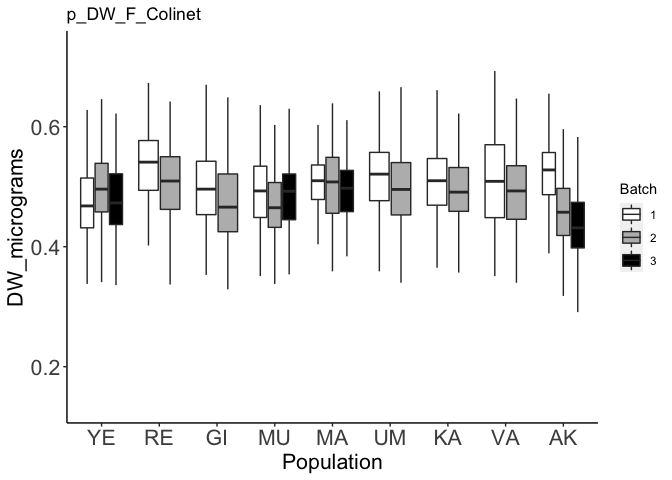 p_DW_F_Colinet
DW_micrograms
0.6
0.4
0.2
YE RE GI MU MA UM KA VA AK
Population
Batch
1
2
3